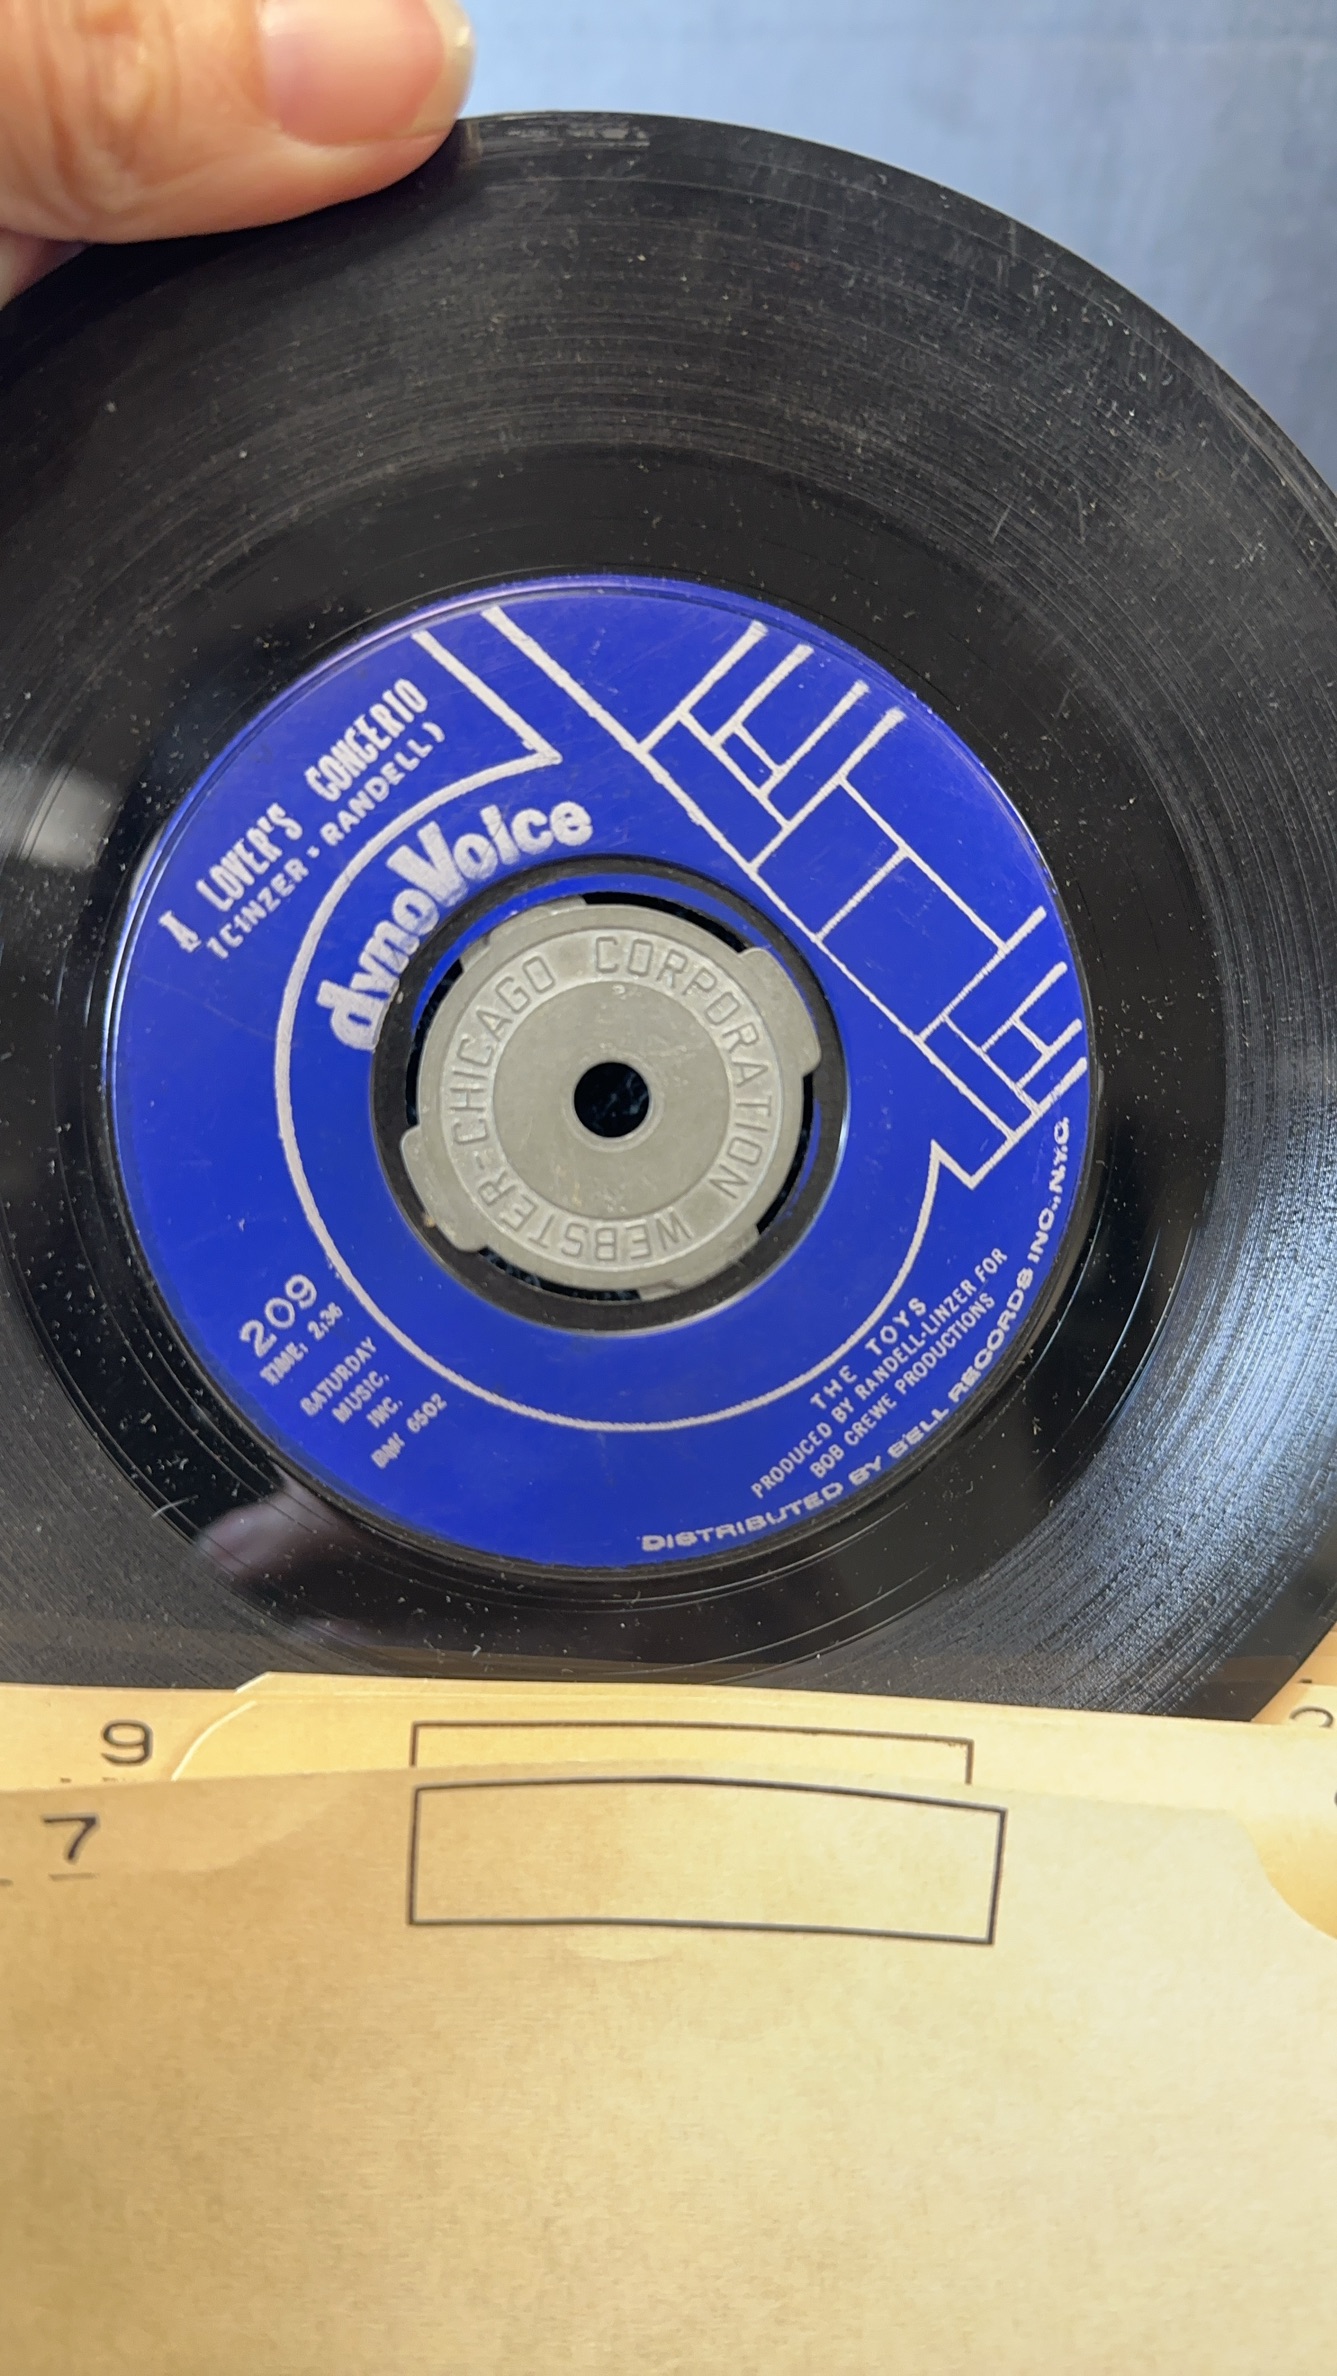 A LOVER'S CONCERTO
(LINZER - RANDELL)
dynoVoice
WEBSTER-CHICAGO CORPORATION
209
TIME: 2:36
SATURDAY
MUSIC,
INC.
BMI 6502
THE TOYS
PRODUCED BY RANDELL-LINZER FOR
BOB CREWE PRODUCTIONS
DISTRIBUTED BY BELL RECORDS INC., N.Y.C.
9
7